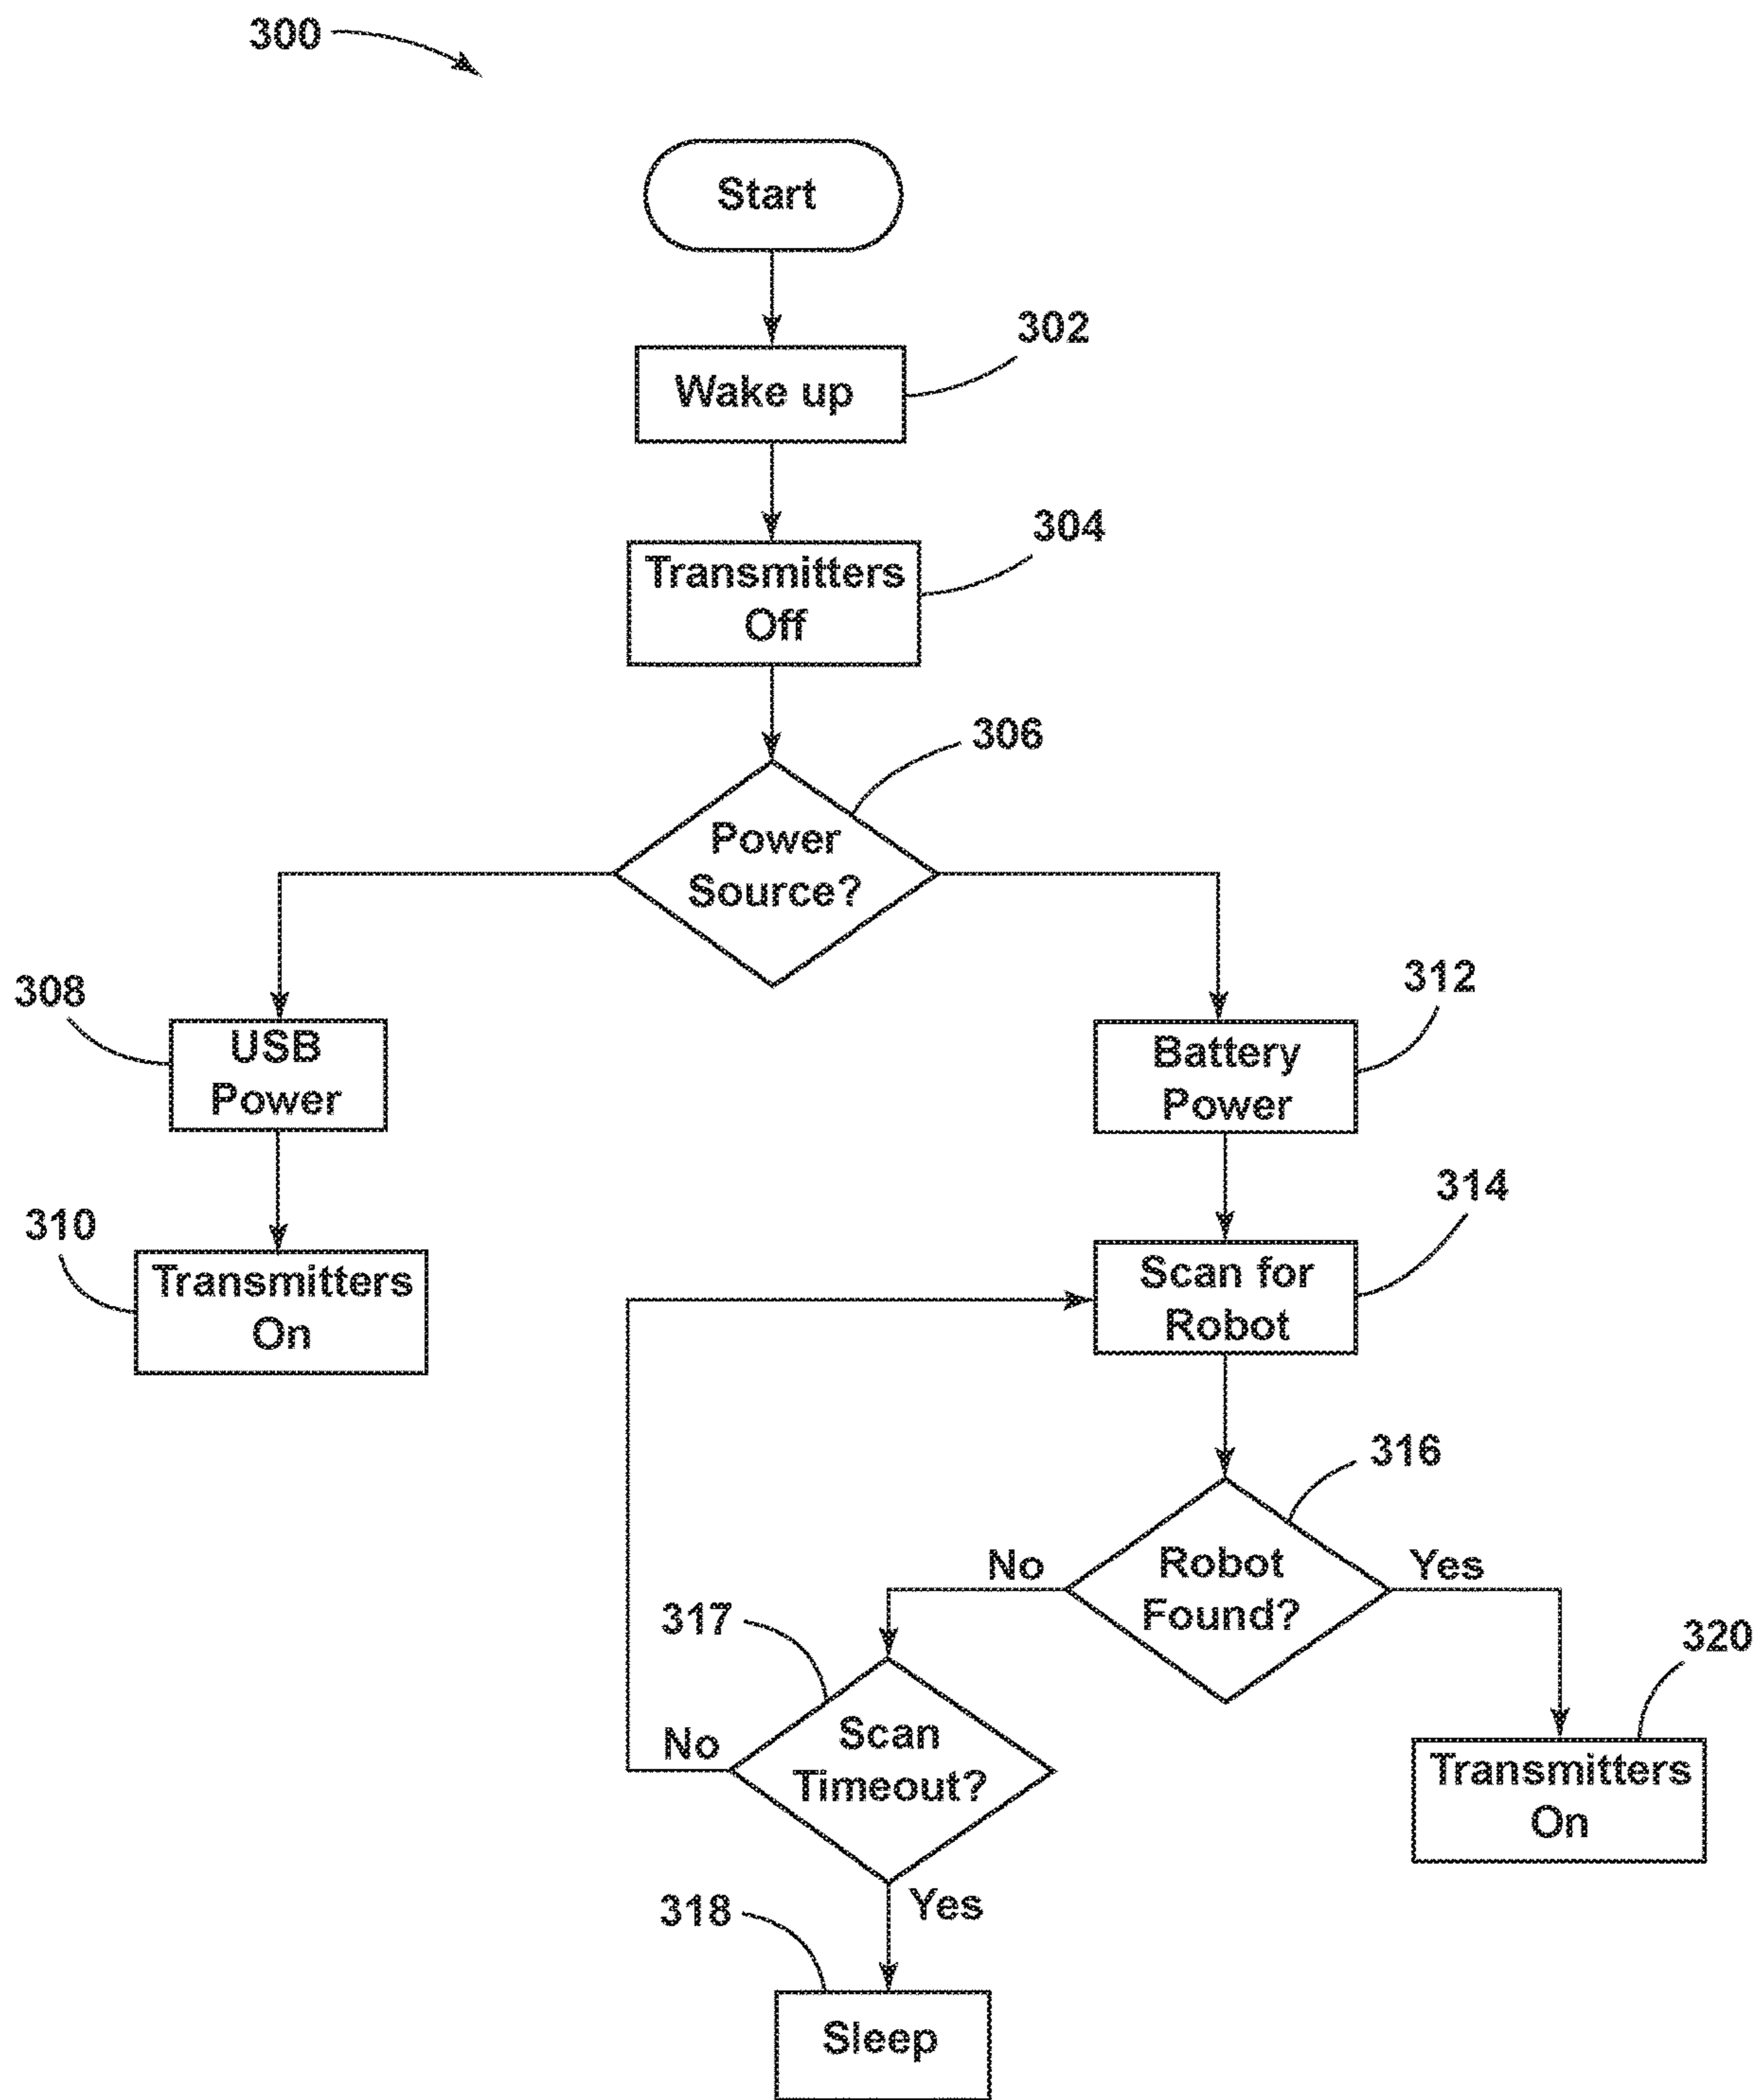 300
Start
302
Wake up
304
Transmitters
Off
306
Power
Source?
308
USB
Power
312
Battery
Power
310
Transmitters
On
314
Scan for
Robot
316
Robot
Found?
No
Yes
317
Scan
Timeout?
No
Yes
320
Transmitters
On
318
Sleep